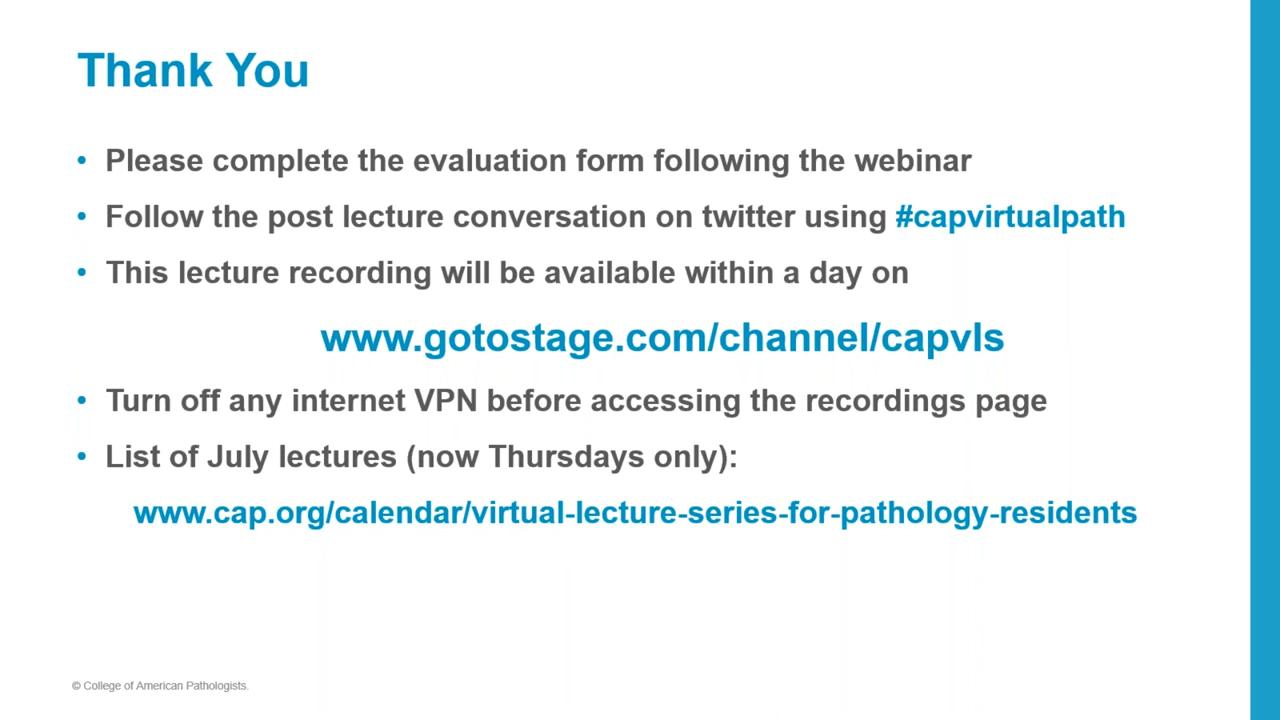 Thank You
• Please complete the evaluation form following the webinar
• Follow the post lecture conversation on twitter using #capvirtualpath
• This lecture recording will be available within a day on
www.gotostage.com/channel/capvls
• Turn off any internet VPN before accessing the recordings page
• List of July lectures (now Thursdays only):
www.cap.org/calendar/virtual-lecture-series-for-pathology-residents
© College of American Pathologists.